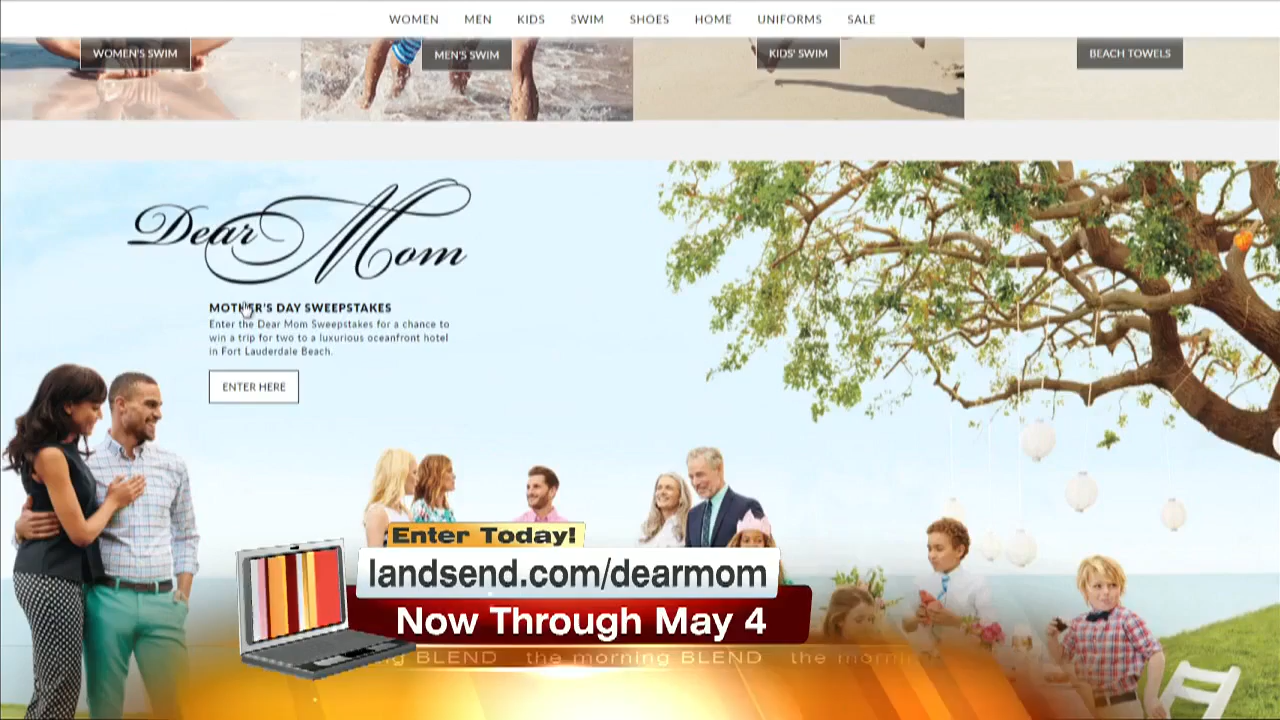 WOMEN MEN KIDS SWIM SHOES HOME UNIFORMS SALE
WOMEN'S SWIM MEN'S SWIM KIDS' SWIM BEACH TOWELS
Dear Mom
MOTHER'S DAY SWEEPSTAKES
Enter the Dear Mom Sweepstakes for a chance to
win a trip for two to a luxurious oceanfront hotel
in Fort Lauderdale Beach.
ENTER HERE
Enter Today!
landsend.com/dearmom
Now Through May 4
BLEND the morning BLEND the